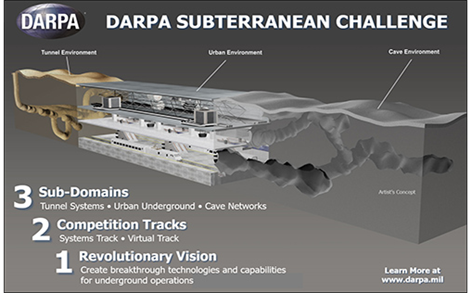 DARPA
DARPA SUBTERRANEAN CHALLENGE
Tunnel Environment
Urban Environment
Cave Environment
3 Sub-Domains
Tunnel Systems • Urban Underground • Cave Networks
Artist's Concept
2 Competition Tracks
Systems Track • Virtual Track
1 Revolutionary Vision
Create breakthrough technologies and capabilities
for underground operations
Learn More at
www.darpa.mil